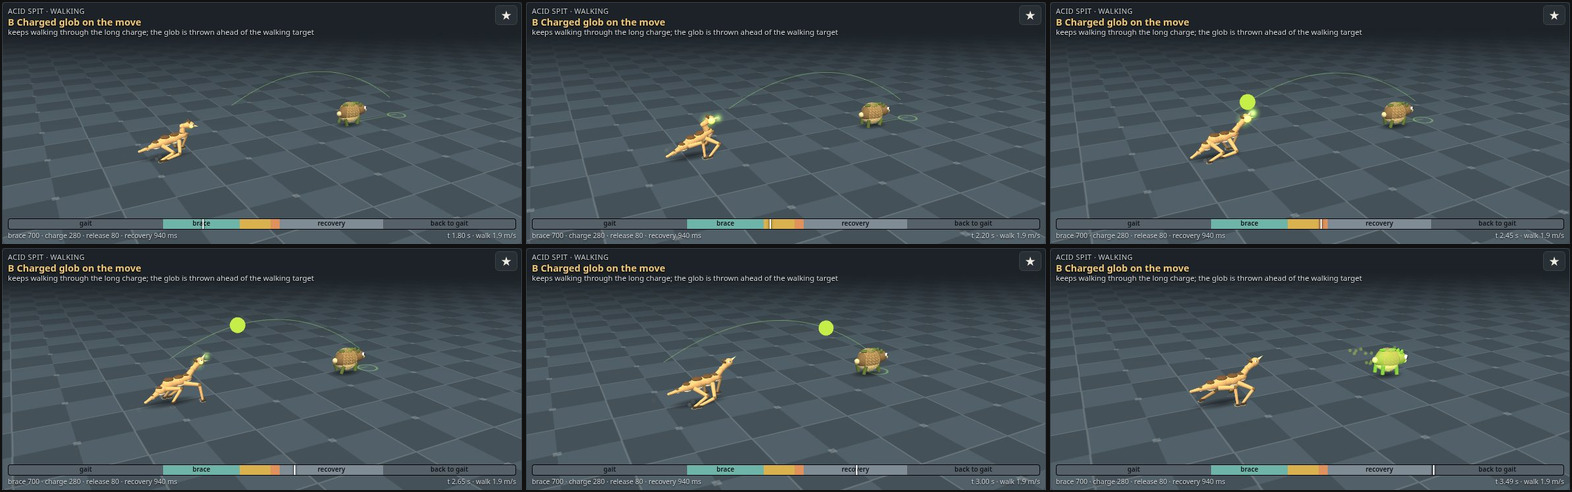 ACID SPIT - WALKING
B Charged glob on the move
keeps walking through the long charge; the glob is thrown ahead of the walking target
gait brace recovery back to gait
brace 700 · charge 280 · release 80 · recovery 940 ms t 1.80 s · walk 1.9 m/s
ACID SPIT - WALKING
B Charged glob on the move
keeps walking through the long charge; the glob is thrown ahead of the walking target
gait brace recovery back to gait
brace 700 · charge 280 · release 80 · recovery 940 ms t 2.20 s · walk 1.9 m/s
ACID SPIT - WALKING
B Charged glob on the move
keeps walking through the long charge; the glob is thrown ahead of the walking target
gait brace recovery back to gait
brace 700 · charge 280 · release 80 · recovery 940 ms t 2.45 s · walk 1.9 m/s
ACID SPIT - WALKING
B Charged glob on the move
keeps walking through the long charge; the glob is thrown ahead of the walking target
gait brace recovery back to gait
brace 700 · charge 280 · release 80 · recovery 940 ms t 2.65 s · walk 1.9 m/s
ACID SPIT - WALKING
B Charged glob on the move
keeps walking through the long charge; the glob is thrown ahead of the walking target
gait brace recovery back to gait
brace 700 · charge 280 · release 80 · recovery 940 ms t 3.00 s · walk 1.9 m/s
ACID SPIT - WALKING
B Charged glob on the move
keeps walking through the long charge; the glob is thrown ahead of the walking target
gait brace recovery back to gait
brace 700 · charge 280 · release 80 · recovery 940 ms t 3.49 s · walk 1.9 m/s